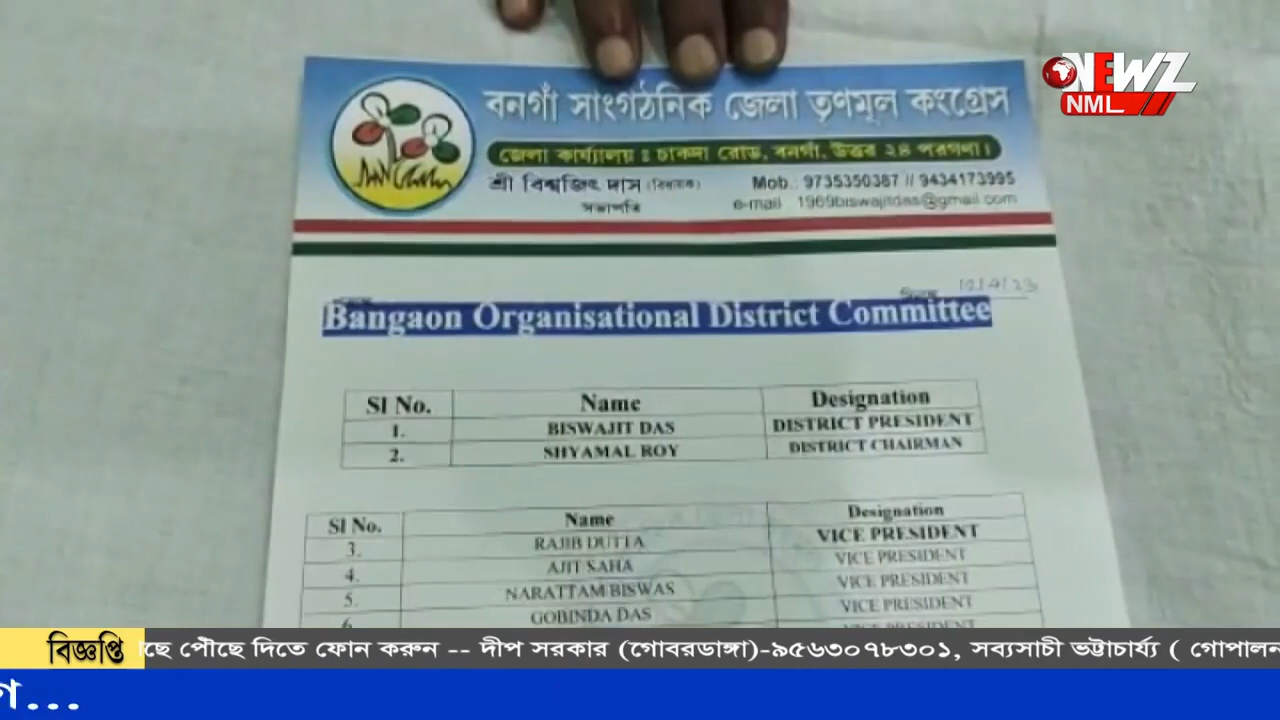 NEWZ
NML
বনগাঁ সাংগঠনিক জেলা তৃণমূল কংগ্রেস
জেলা কার্য্যালয় ঃ চাকদা রোড, বনগাঁ, উত্তর ২৪ পরগনা।
শ্রী বিশ্বজিৎ দাস (বিধায়ক) Mob.: 9735350387 // 9434173995
সভাপতি e-mail 1969biswajitdas@gmail.com
Bangaon Organisational District Committee
Sl No. Name Designation
1. BISWAJIT DAS DISTRICT PRESIDENT
2. SHYAMAL ROY DISTRICT CHAIRMAN
Sl No. Name Designation
3. RAJIB DUTTA VICE PRESIDENT
4. AJIT SAHA VICE PRESIDENT
5. NARATTAM BISWAS VICE PRESIDENT
6. GOBINDA DAS VICE PRESIDENT
VICE PRESIDENT
বিজ্ঞপ্তি ছে পৌঁছে দিতে ফোন করুন -- দীপ সরকার (গোবরডাঙ্গা)-৯৫৬৩০৭৮৩০১, সব্যসাচী ভট্টাচার্য্য ( গোপালন
গ...